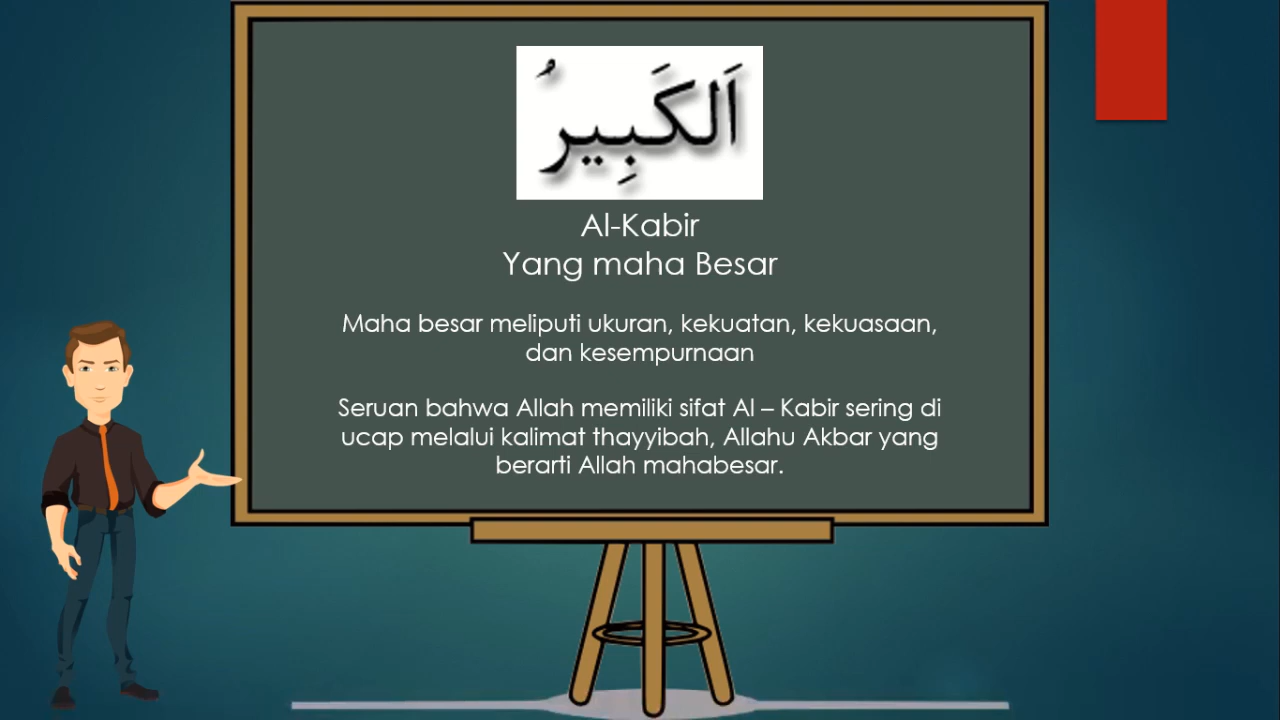 اَلكَبِيرُ
Al-Kabir
Yang maha Besar
Maha besar meliputi ukuran, kekuatan, kekuasaan,
dan kesempurnaan
Seruan bahwa Allah memiliki sifat Al – Kabir sering di
ucap melalui kalimat thayyibah, Allahu Akbar yang
berarti Allah mahabesar.